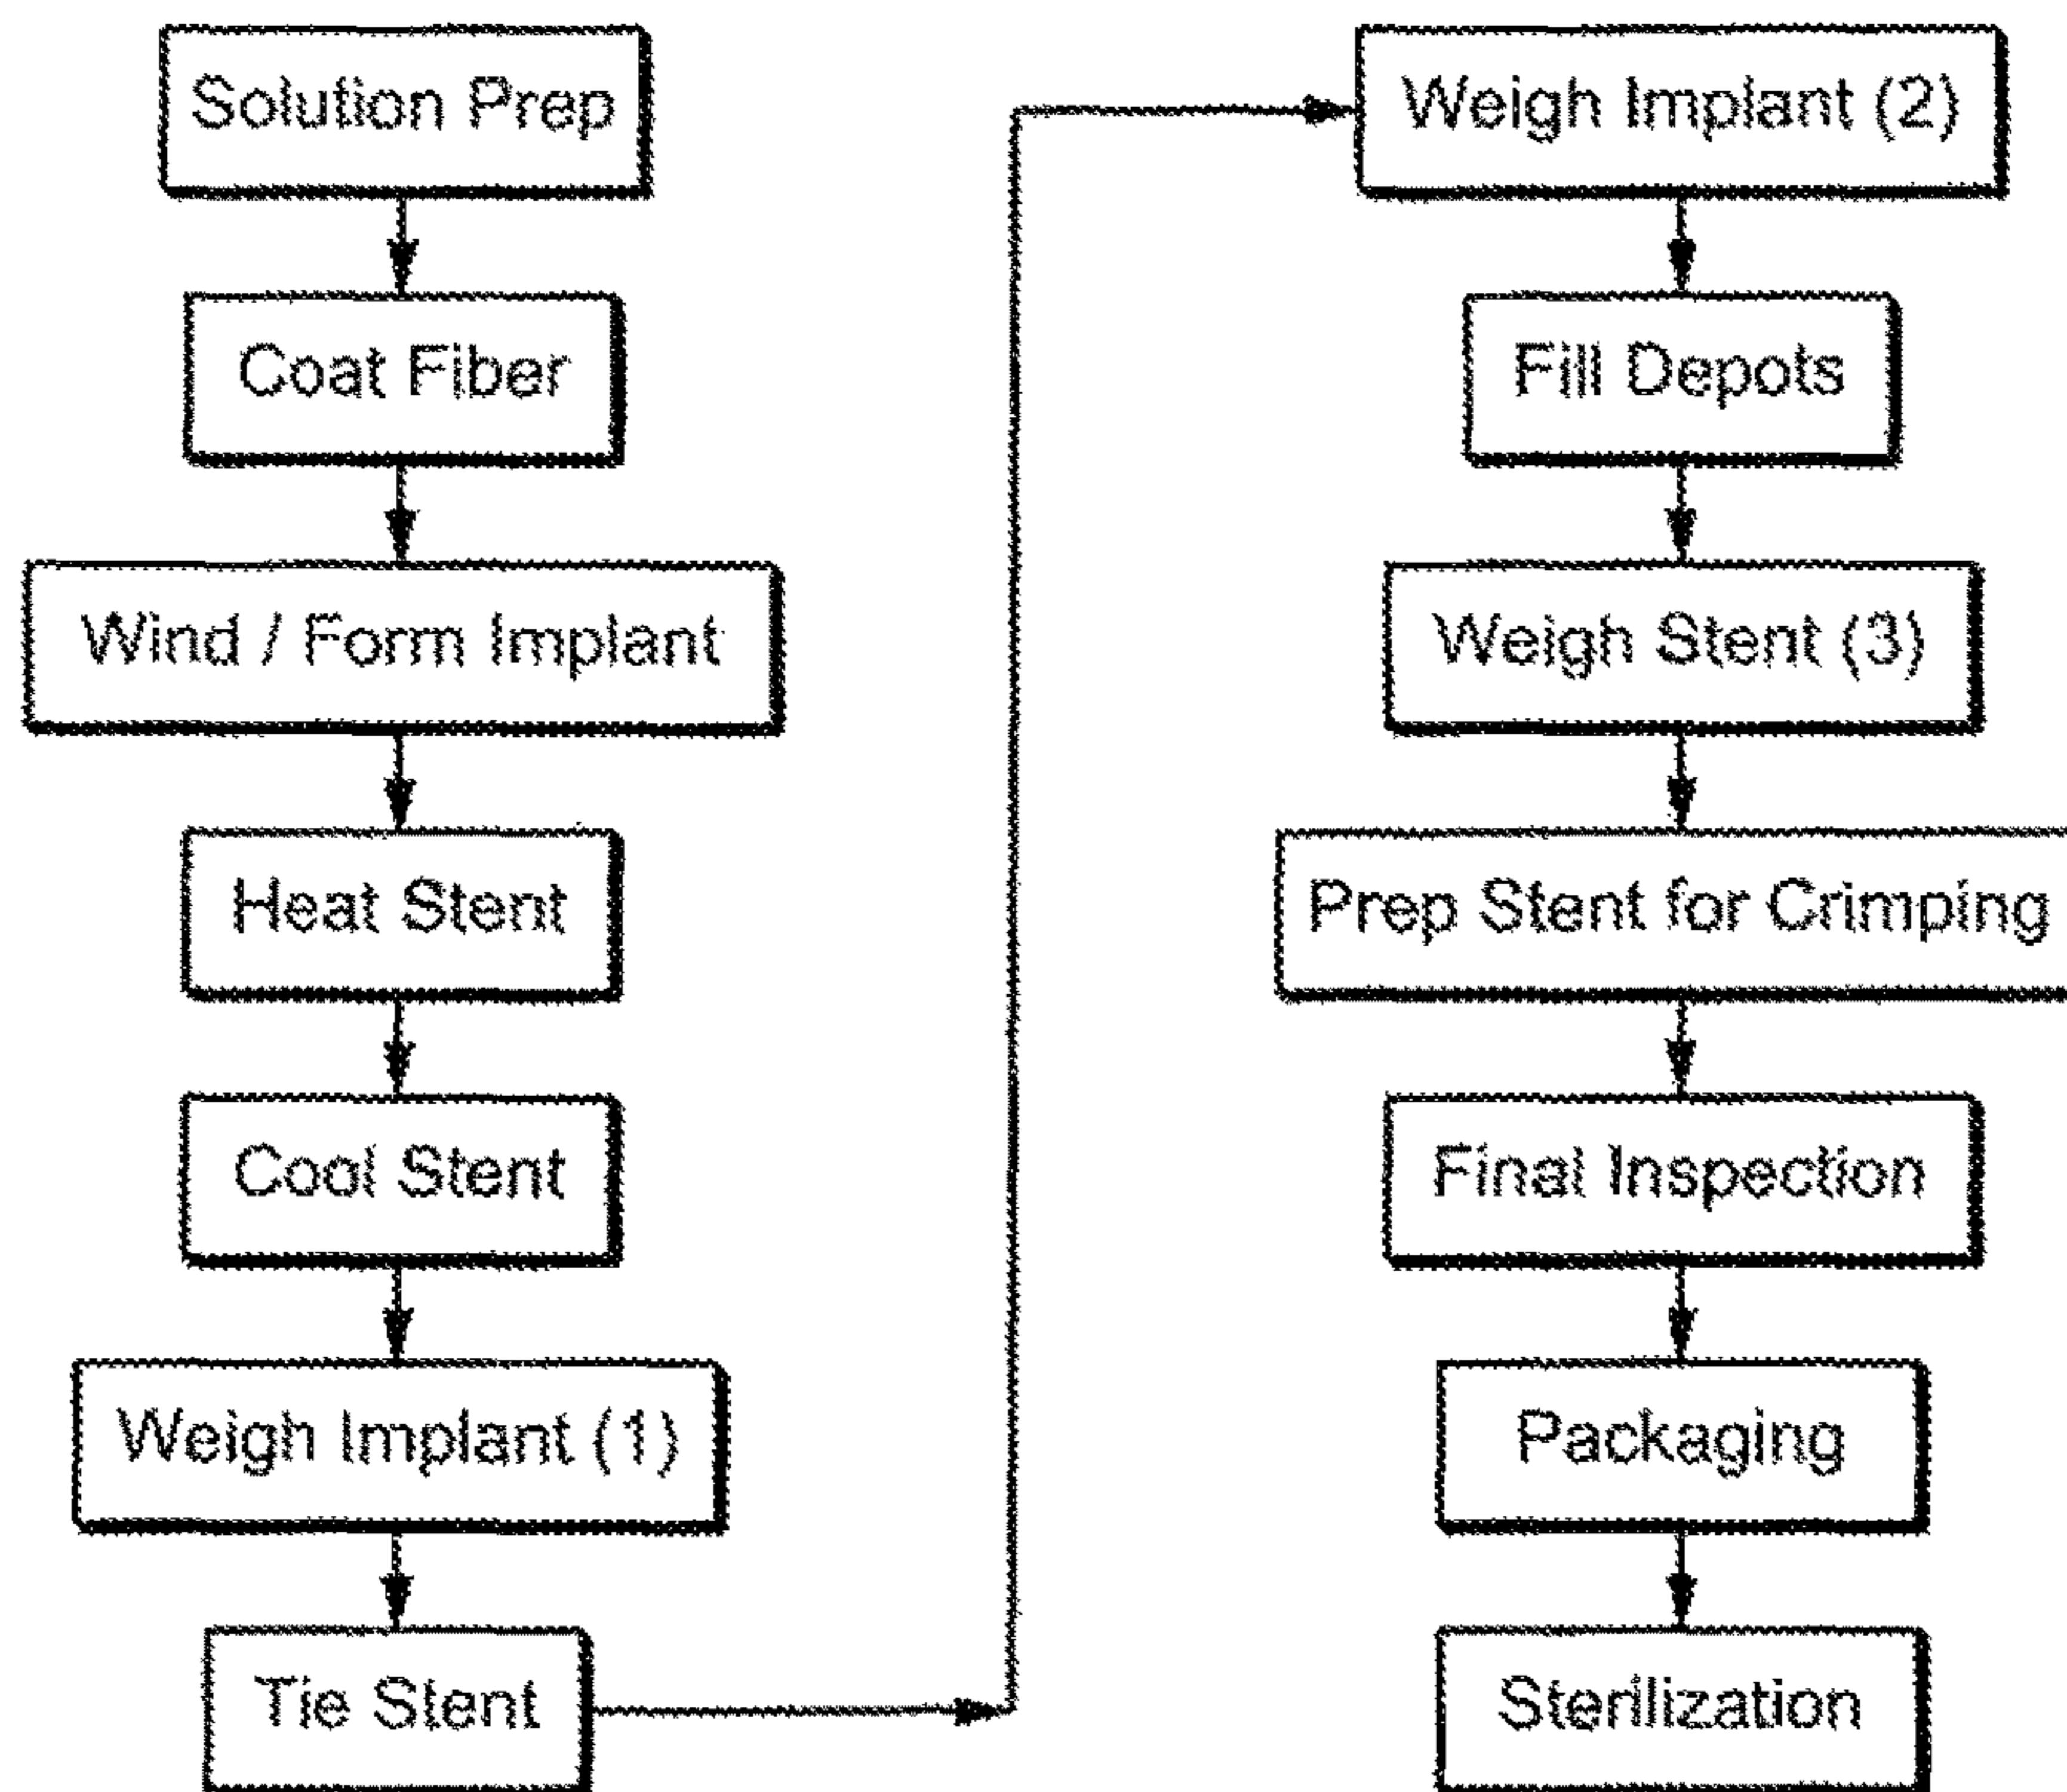 Solution Prep
Coat Fiber
Wind / Form Implant
Heat Stent
Cool Stent
Weigh Implant (1)
Tie Stent
Weigh Implant (2)
Fill Depots
Weigh Stent (3)
Prep Stent for Crimping
Final Inspection
Packaging
Sterilization